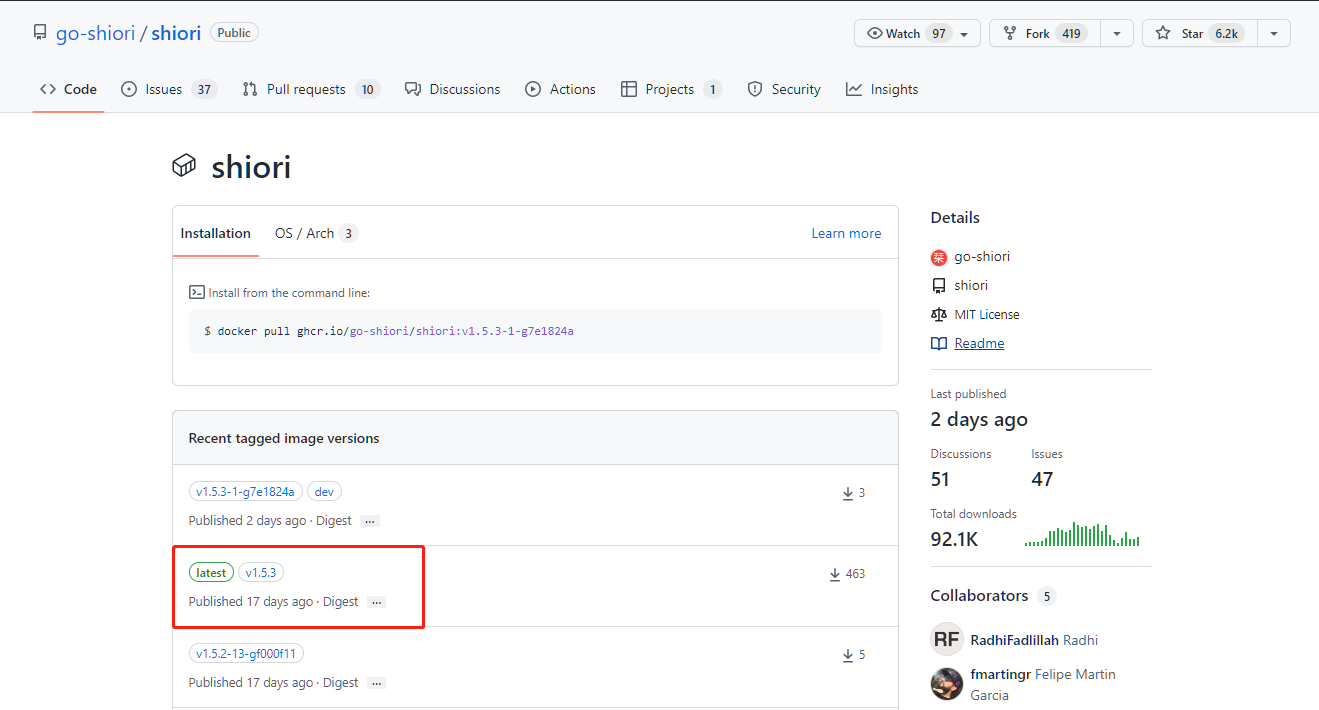 go-shiori / shiori Public
Watch 97 Fork 419 Star 6.2k
Code Issues 37 Pull requests 10 Discussions Actions Projects 1 Security Insights
shiori
Installation OS / Arch 3 Learn more
Install from the command line:
$ docker pull ghcr.io/go-shiori/shiori:v1.5.3-1-g7e1824a
Recent tagged image versions
v1.5.3-1-g7e1824a dev 3
Published 2 days ago · Digest ...
latest v1.5.3 463
Published 17 days ago · Digest ...
v1.5.2-13-gf000f11 5
Published 17 days ago · Digest ...
Details
栞 go-shiori
shiori
MIT License
Readme
Last published
2 days ago
Discussions Issues
51 47
Total downloads
92.1K
Collaborators 5
RF RadhiFadlillah Radhi
fmartingr Felipe Martin
Garcia